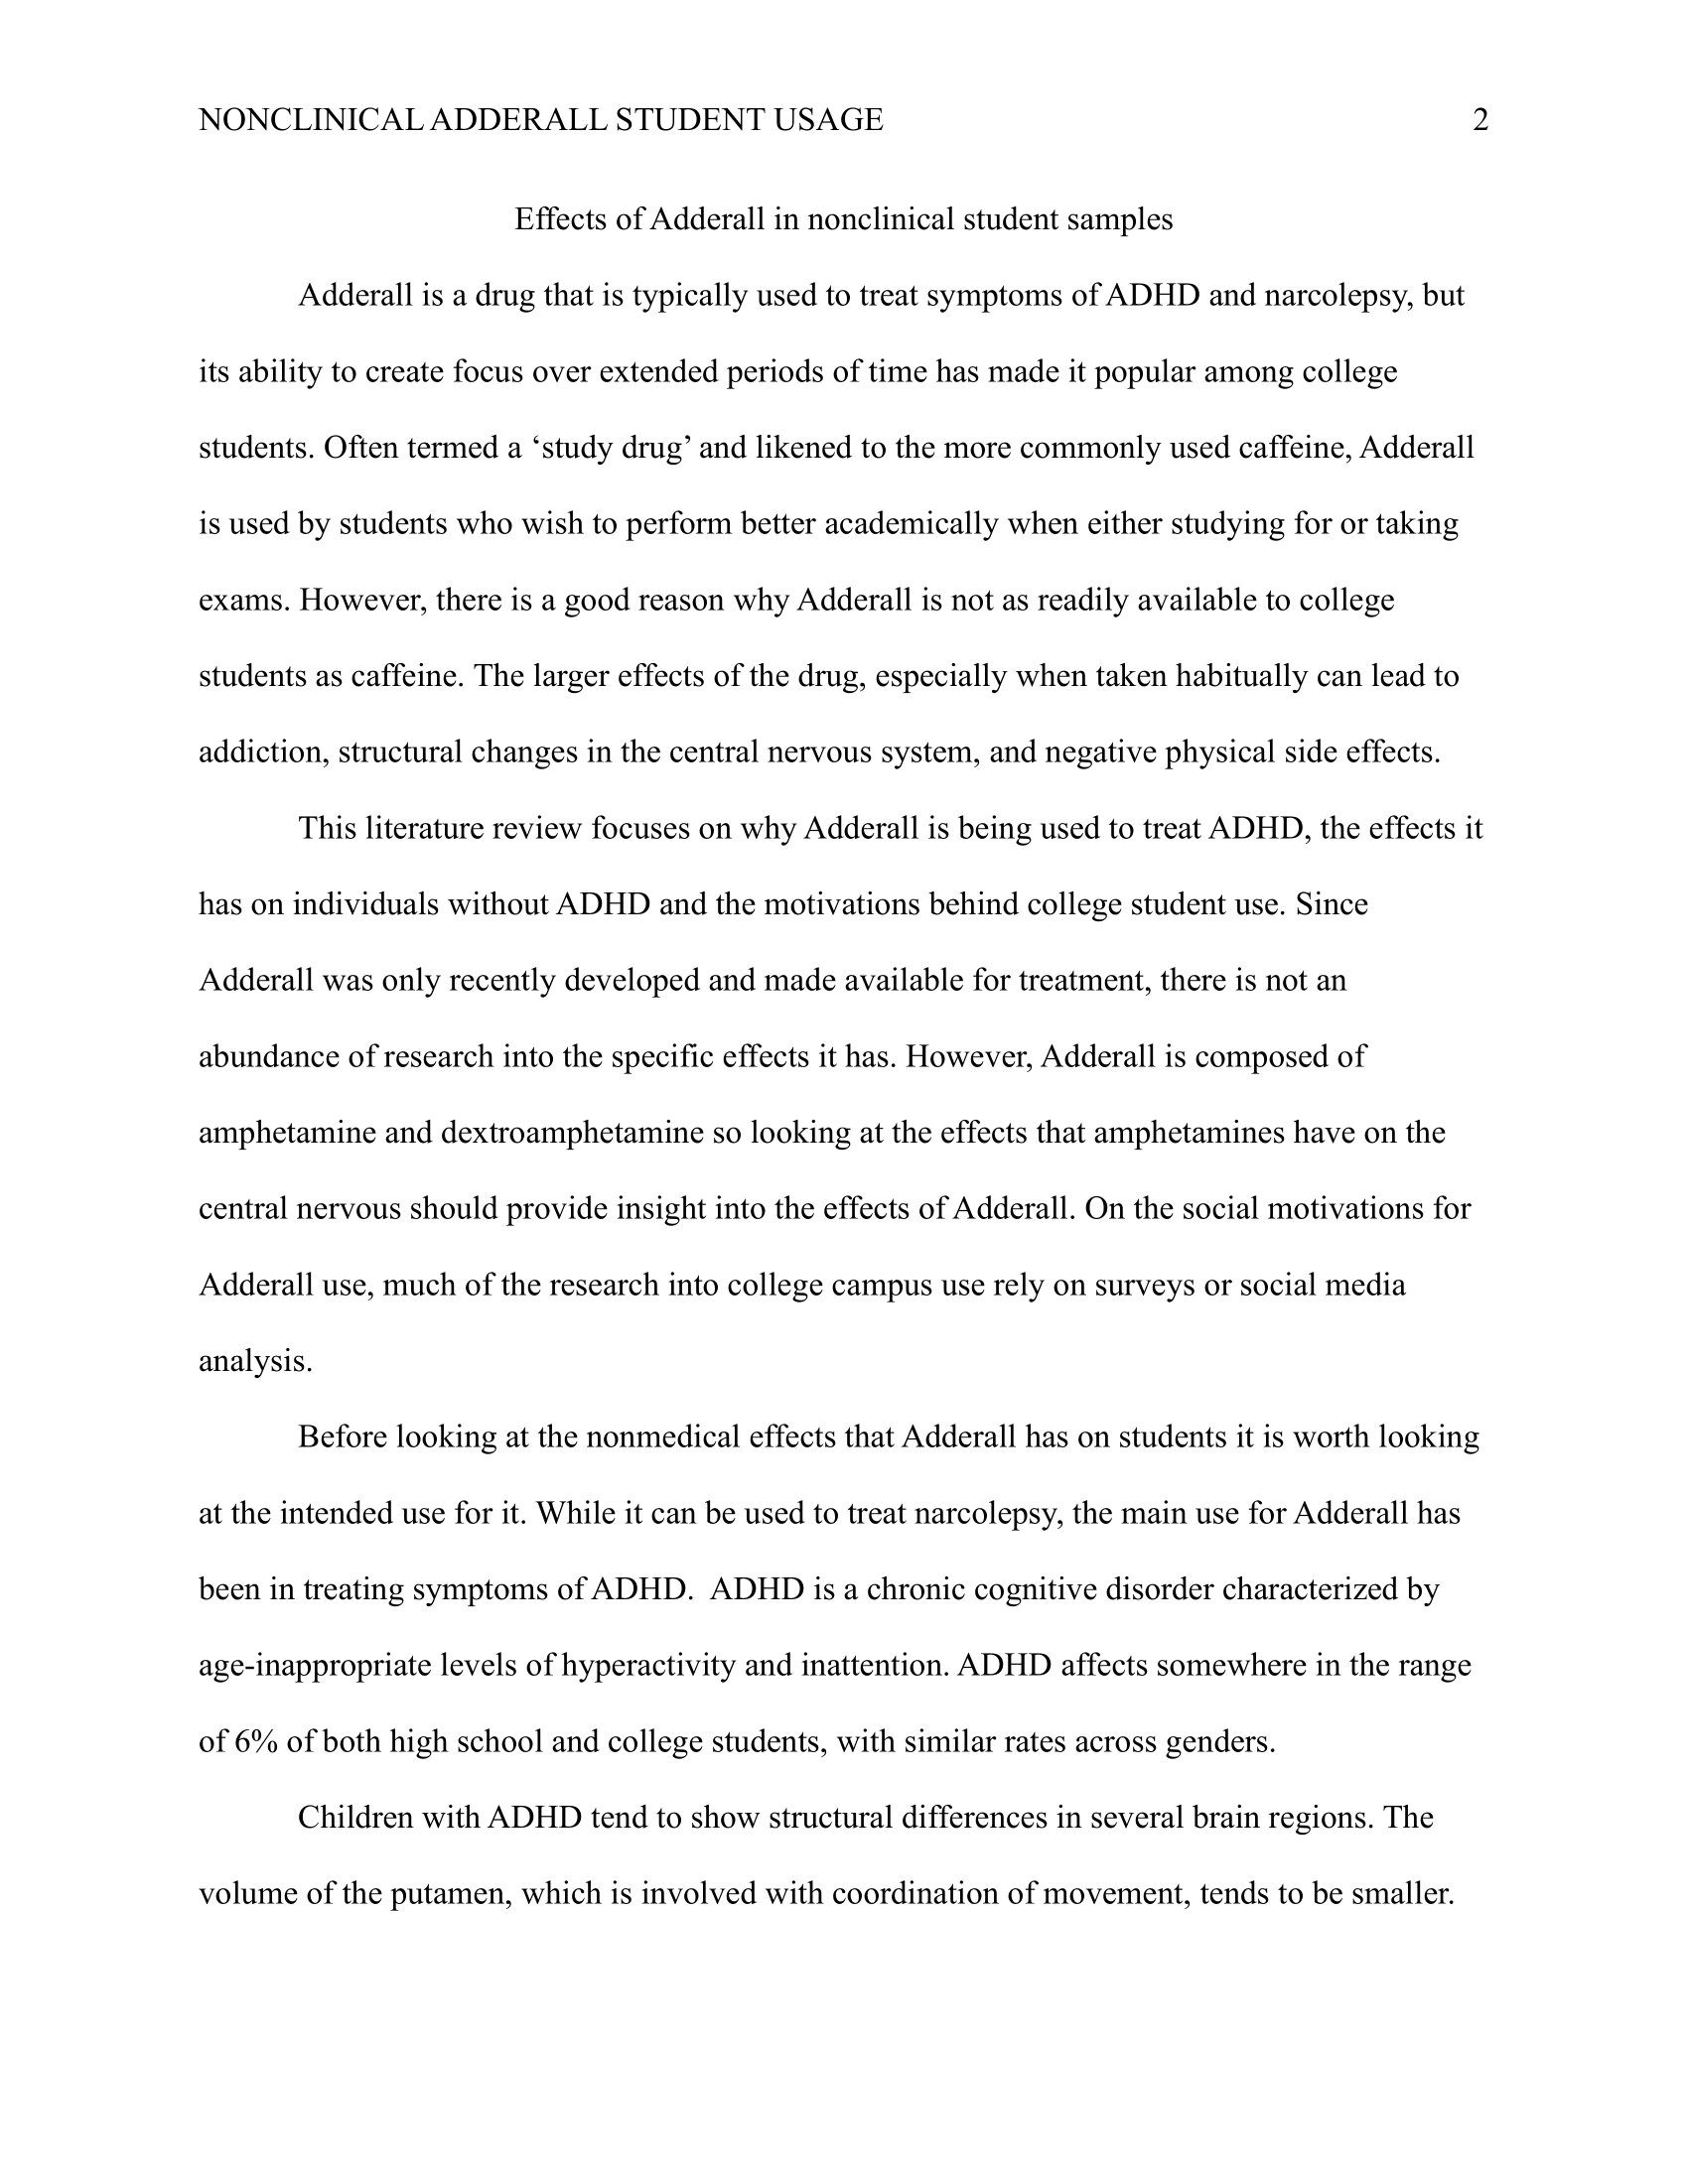 NONCLINICAL ADDERALL STUDENT USAGE 2
Effects of Adderall in nonclinical student samples
Adderall is a drug that is typically used to treat symptoms of ADHD and narcolepsy, but
its ability to create focus over extended periods of time has made it popular among college
students. Often termed a ‘study drug’ and likened to the more commonly used caffeine, Adderall
is used by students who wish to perform better academically when either studying for or taking
exams. However, there is a good reason why Adderall is not as readily available to college
students as caffeine. The larger effects of the drug, especially when taken habitually can lead to
addiction, structural changes in the central nervous system, and negative physical side effects.
This literature review focuses on why Adderall is being used to treat ADHD, the effects it
has on individuals without ADHD and the motivations behind college student use. Since
Adderall was only recently developed and made available for treatment, there is not an
abundance of research into the specific effects it has. However, Adderall is composed of
amphetamine and dextroamphetamine so looking at the effects that amphetamines have on the
central nervous should provide insight into the effects of Adderall. On the social motivations for
Adderall use, much of the research into college campus use rely on surveys or social media
analysis.
Before looking at the nonmedical effects that Adderall has on students it is worth looking
at the intended use for it. While it can be used to treat narcolepsy, the main use for Adderall has
been in treating symptoms of ADHD.  ADHD is a chronic cognitive disorder characterized by
age-inappropriate levels of hyperactivity and inattention. ADHD affects somewhere in the range
of 6% of both high school and college students, with similar rates across genders.
Children with ADHD tend to show structural differences in several brain regions. The
volume of the putamen, which is involved with coordination of movement, tends to be smaller.